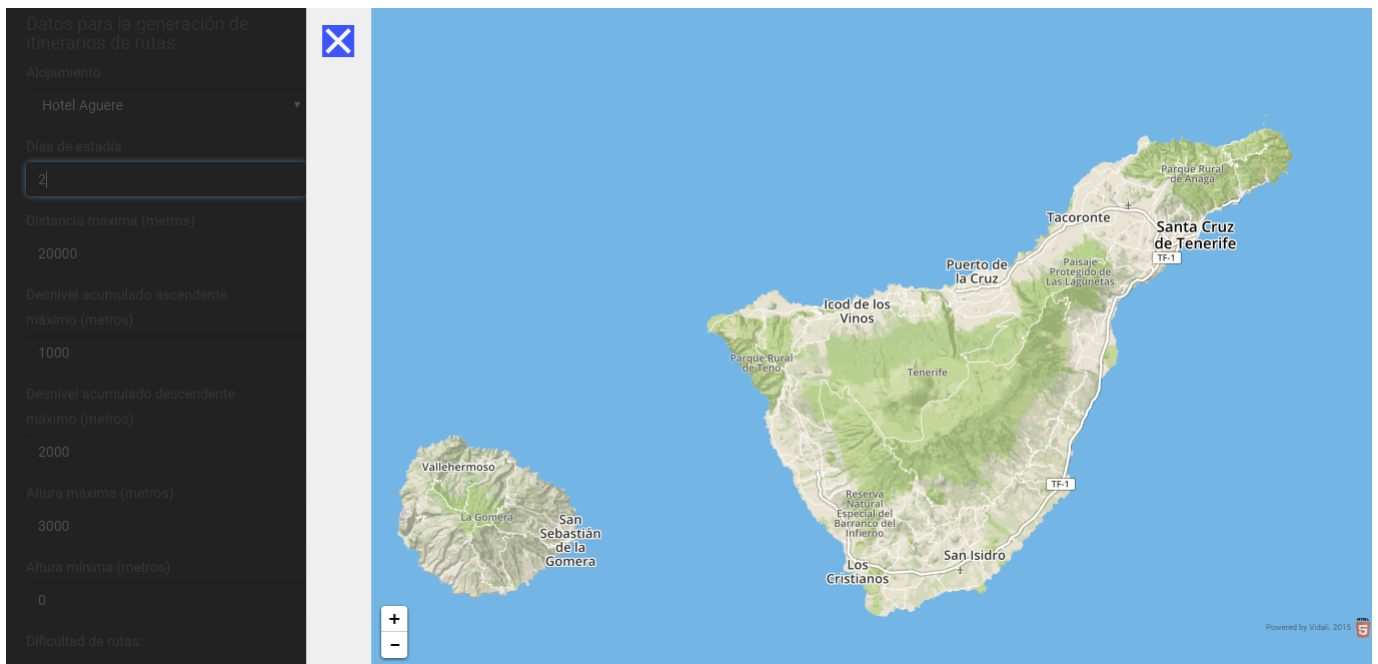 Datos para la generación de
itinerarios de rutas
Alojamiento
Hotel Aguere
Días de estadía
2
Distancia máxima (metros)
20000
Desnivel acumulado ascendente
máximo (metros)
1000
Desnivel acumulado descendente
máximo (metros)
2000
Altura máxima (metros)
3000
Altura mínima (metros)
0
Dificultad de rutas:
Parque Rural
de Anaga
Tacoronte
Santa Cruz
de Tenerife
TF-1
Paisaje
Protegido de
Las Lagunetas
Puerto de
la Cruz
Icod de los
Vinos
Parque Rural
de Teno
Tenerife
Vallehermoso
La Gomera
San
Sebastián
de la
Gomera
TF-1
Reserva
Natural
Especial del
Barranco del
Infierno
San Isidro
Los
Cristianos
+
−
Powered by Vidali. 2015
HTML
5